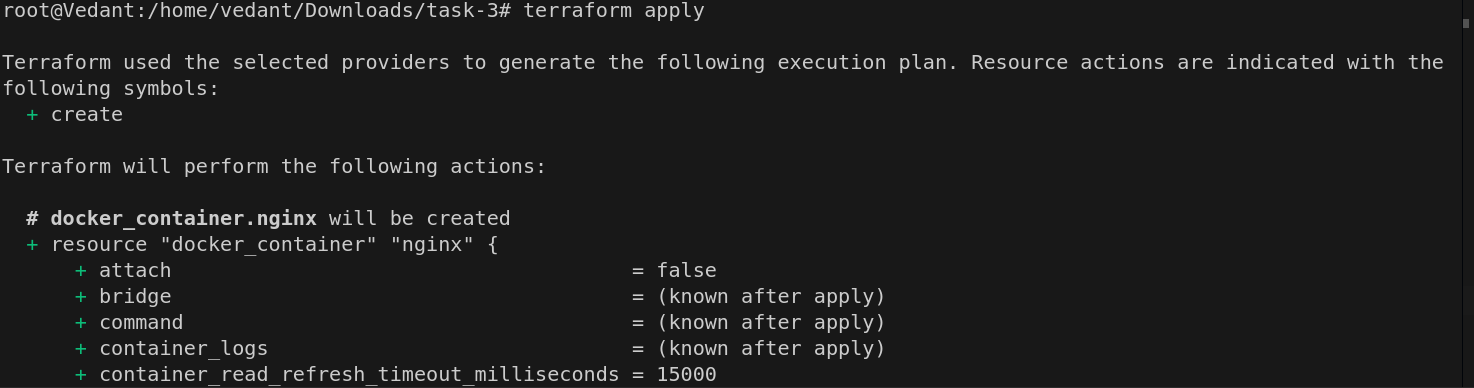 root@Vedant:/home/vedant/Downloads/task-3# terraform apply
Terraform used the selected providers to generate the following execution plan. Resource actions are indicated with the
following symbols:
  + create
Terraform will perform the following actions:
  # docker_container.nginx will be created
  + resource "docker_container" "nginx" {
      + attach                                      = false
      + bridge                                      = (known after apply)
      + command                                     = (known after apply)
      + container_logs                              = (known after apply)
      + container_read_refresh_timeout_milliseconds = 15000